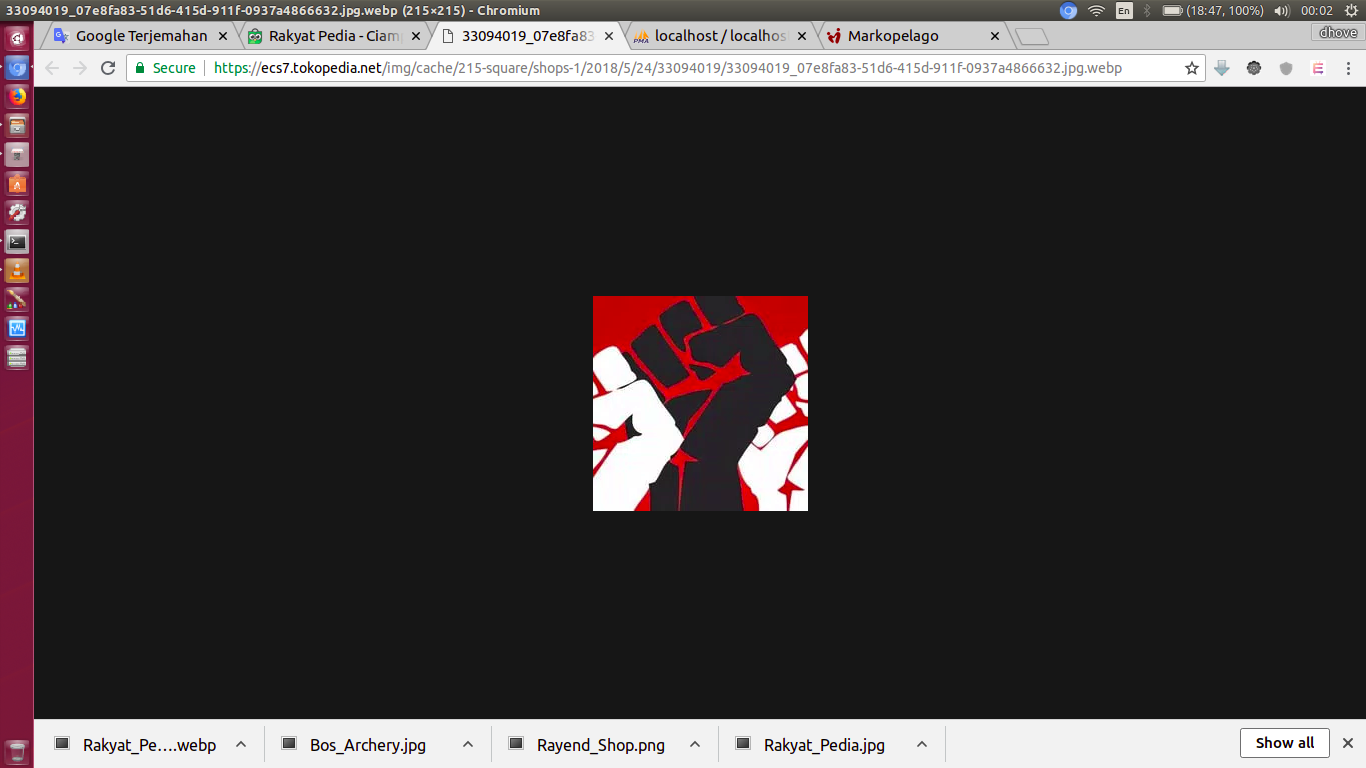 33094019_07e8fa83-51d6-415d-911f-0937a4866632.jpg.webp (215×215) - Chromium
En
(18:47, 100%)
00:02
Google Terjemahan
Rakyat Pedia - Ciam
33094019_07e8fa83
PMA
localhost / localhos
Markopelago
dhove
Secure
https://ecs7.tokopedia.net/img/cache/215-square/shops-1/2018/5/24/33094019/33094019_07e8fa83-51d6-415d-911f-0937a4866632.jpg.webp
Rakyat_Pe....webp
Bos_Archery.jpg
Rayend_Shop.png
Rakyat_Pedia.jpg
Show all